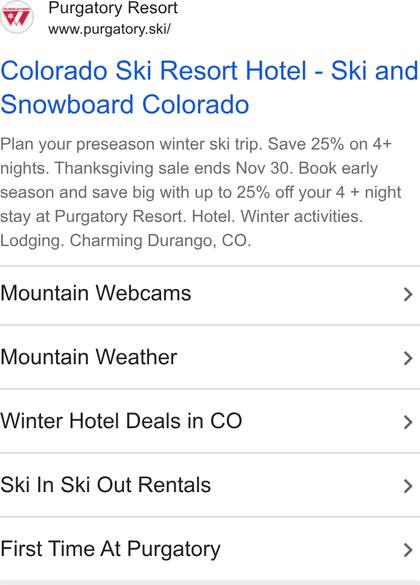 Purgatory Resort
www.purgatory.ski/
Colorado Ski Resort Hotel - Ski and
Snowboard Colorado
Plan your preseason winter ski trip. Save 25% on 4+
nights. Thanksgiving sale ends Nov 30. Book early
season and save big with up to 25% off your 4 + night
stay at Purgatory Resort. Hotel. Winter activities.
Lodging. Charming Durango, CO.
Mountain Webcams
Mountain Weather
Winter Hotel Deals in CO
Ski In Ski Out Rentals
First Time At Purgatory